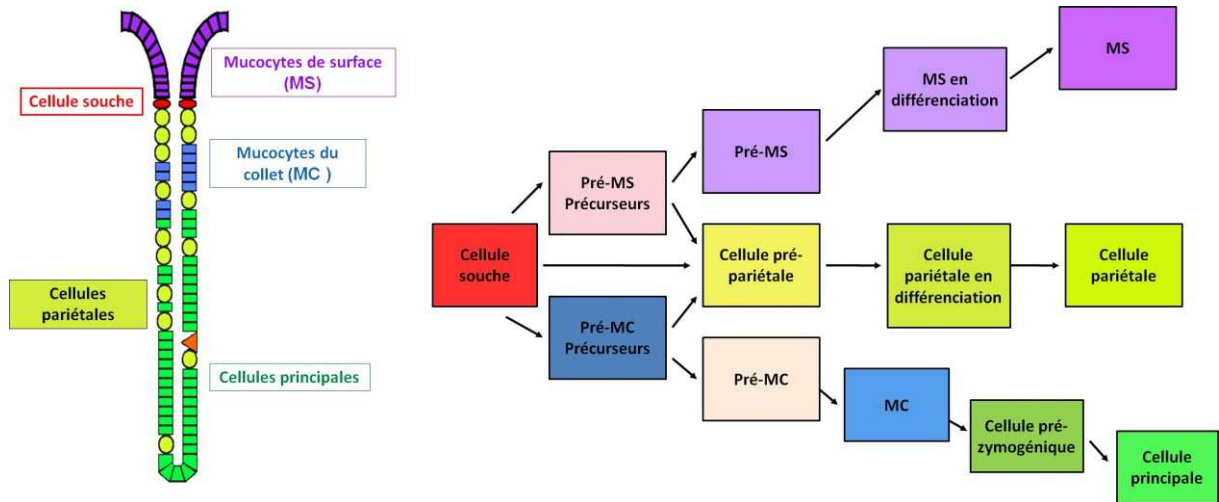 Mucocytes de surface
(MS)
Cellule souche
Mucocytes du
collet (MC )
Cellules
pariétales
Cellules principales
MS
MS en
différenciation
Pré-MS
Pré-MS
Précurseurs
Cellule
souche
Cellule pré-
pariétale
Cellule
pariétale en
différenciation
Cellule
pariétale
Pré-MC
Précurseurs
Pré-MC
MC
Cellule pré-
zymogénique
Cellule
principale